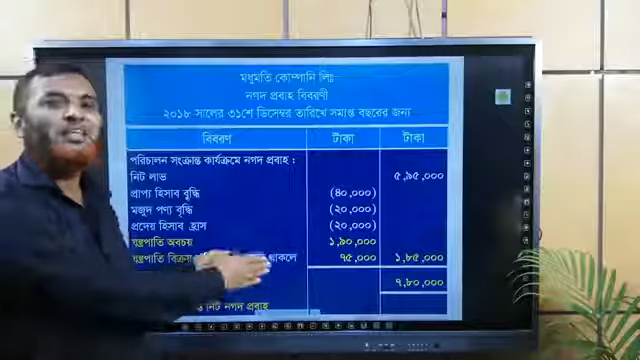 মধুমতি কোম্পানি লিঃ
নগদ প্রবাহ বিবরণী
২০১৮ সালের ৩১শে ডিসেম্বর তারিখে সমাপ্ত বছরের জন্য
বিবরণ টাকা টাকা
পরিচালন সংক্রান্ত কার্যক্রমে নগদ প্রবাহ :
নিট লাভ ৫,৯৫,০০০
প্রাপ্য হিসাব বৃদ্ধি (৪০,০০০)
মজুদ পণ্য বৃদ্ধি (২০,০০০)
প্রদেয় হিসাব হ্রাস (২০,০০০)
যন্ত্রপাতি অবচয় ১,৯০,০০০
যন্ত্রপাতি বিক্রয় থাকলে ৭৫,০০০ ১,৮৫,০০০
৭,৮০,০০০
নিট নগদ প্রবাহ